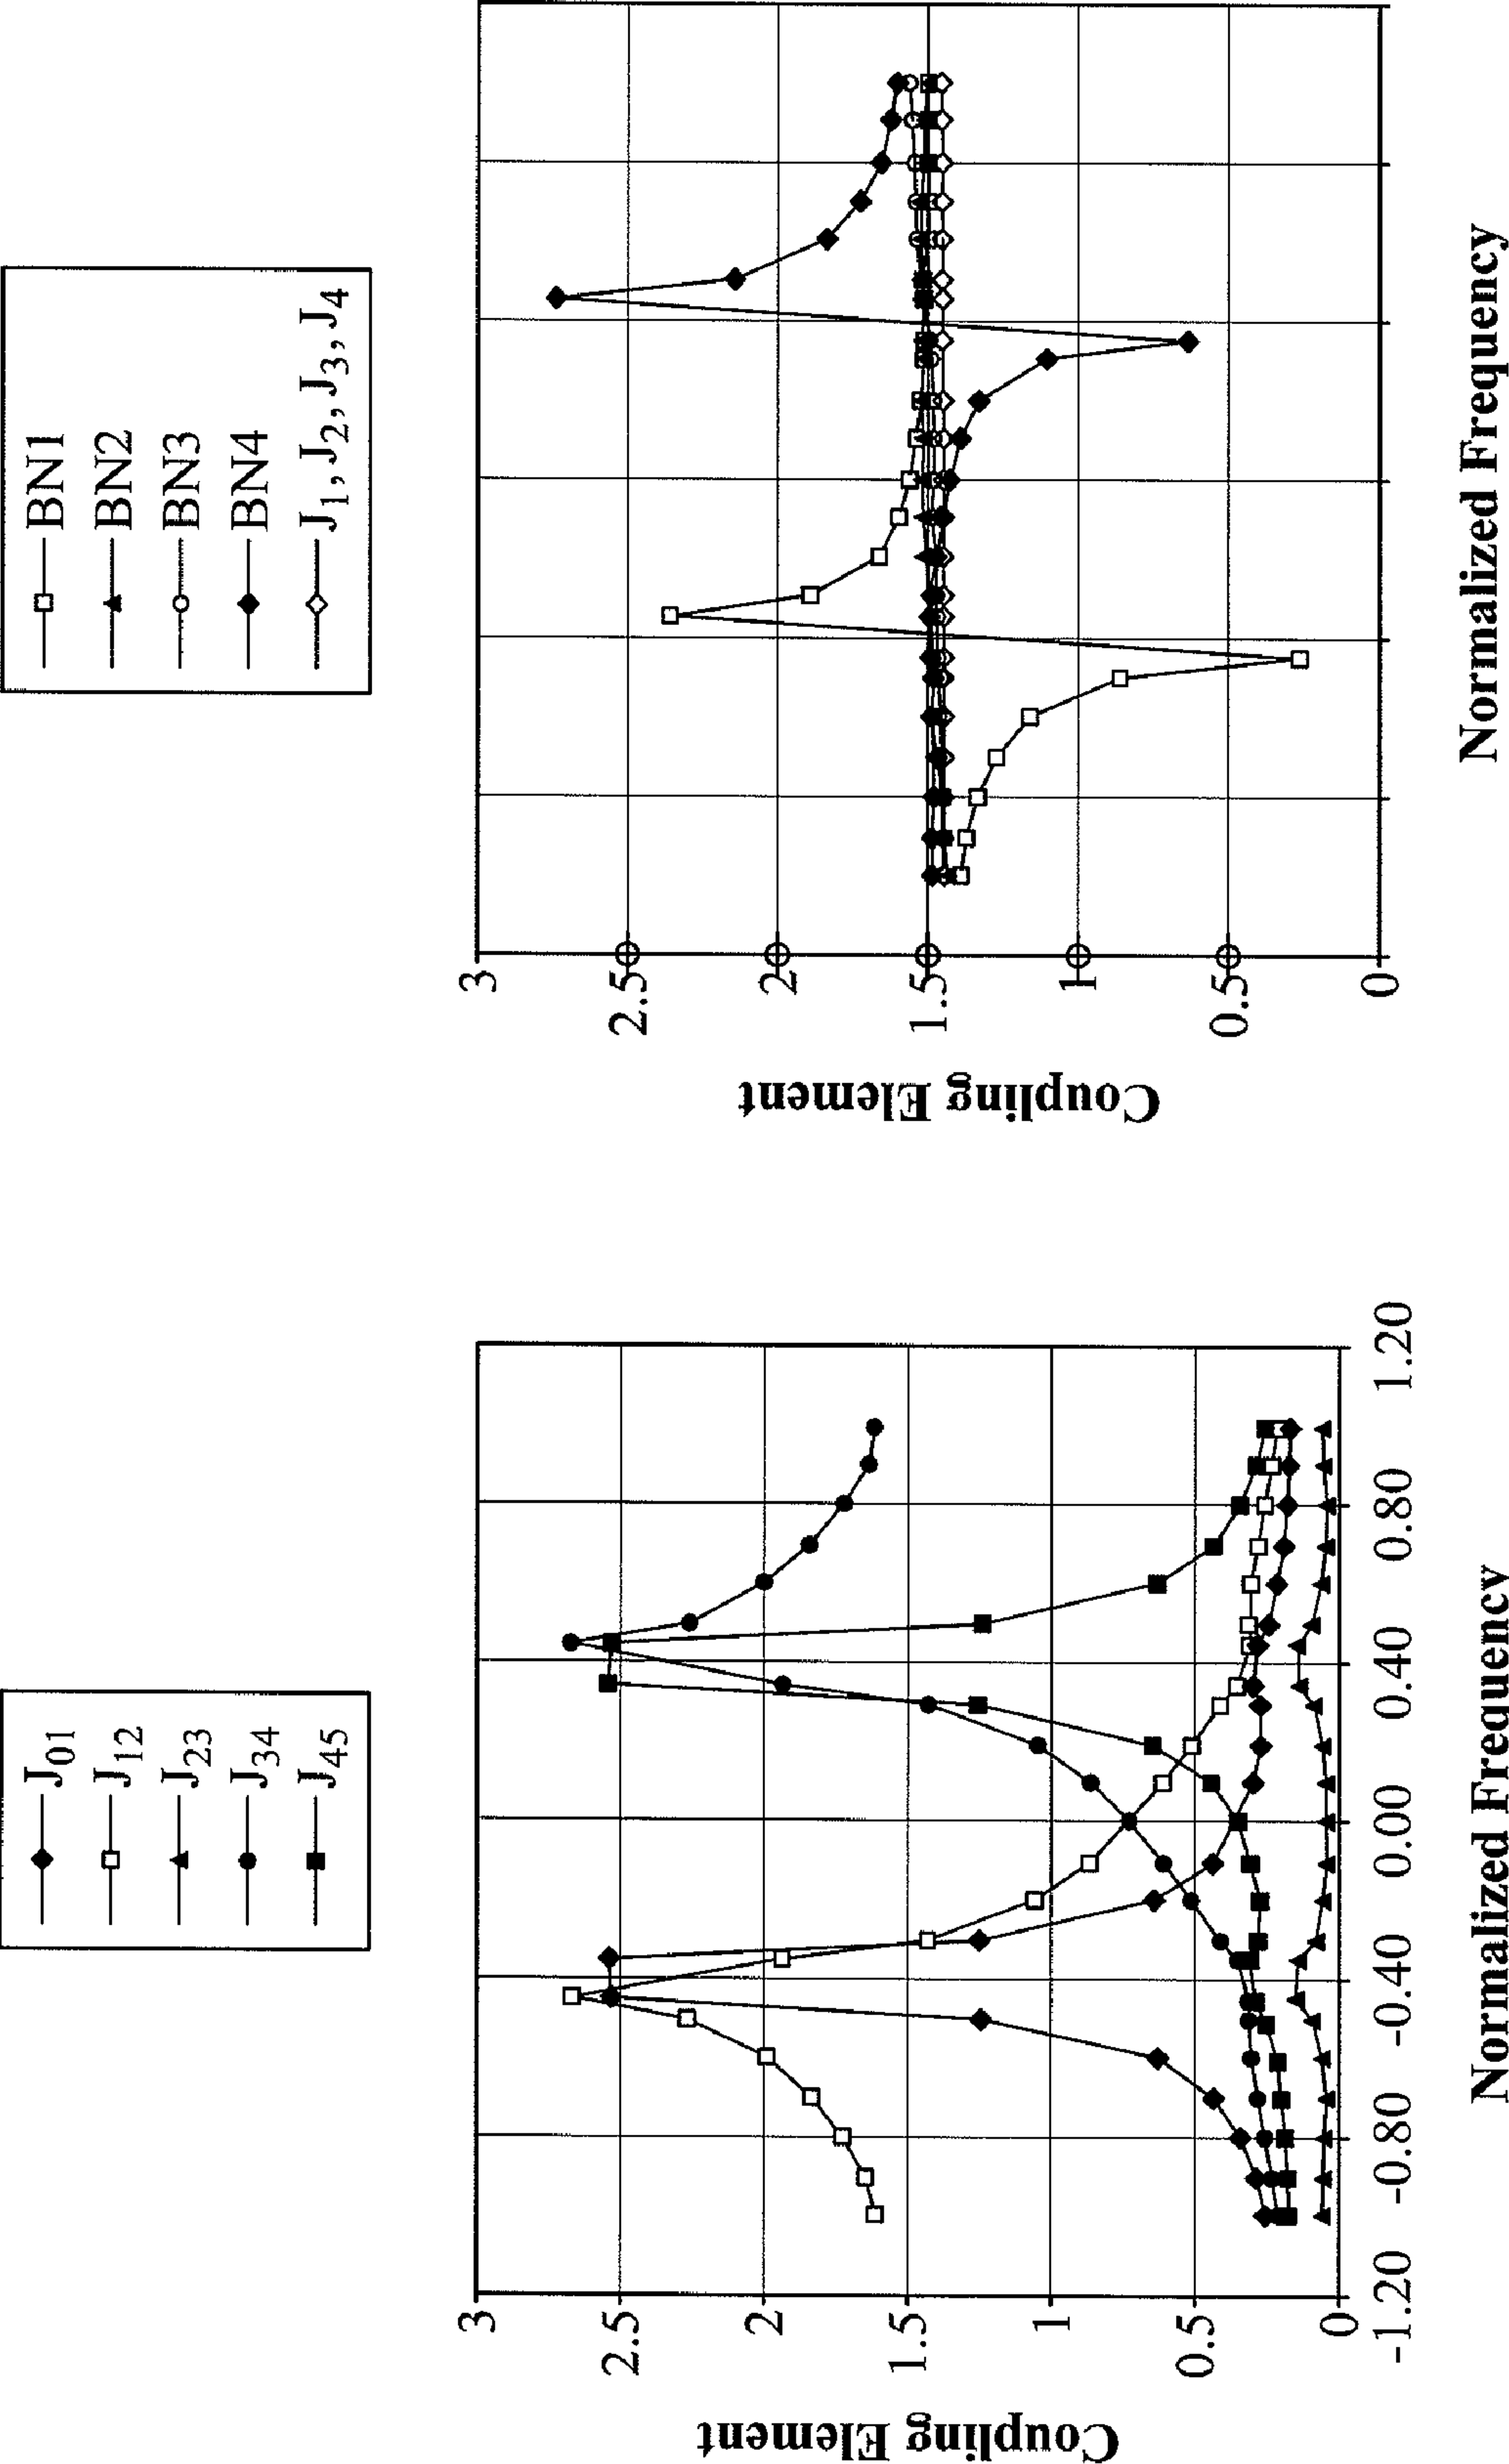 J01
J12
J23
J34
J45
3
2.5
2
1.5
1
0.5
0
-1.20
-0.80
-0.40
0.00
0.40
0.80
1.20
Coupling Element
Normalized Frequency
BN1
BN2
BN3
BN4
J1, J2, J3, J4
3
2.5
2
1.5
1
0.5
0
Coupling Element
Normalized Frequency